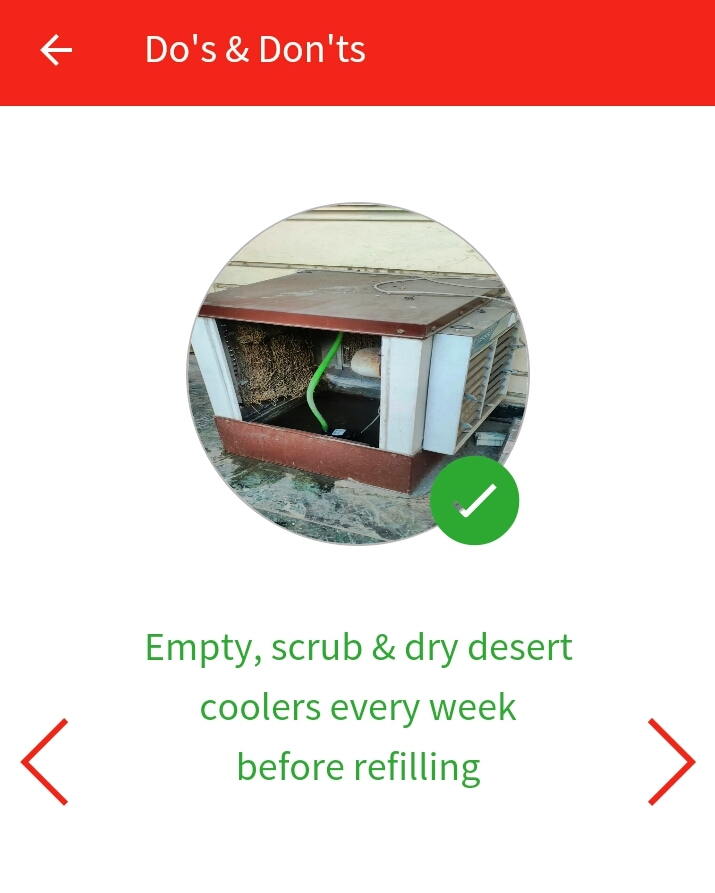 Do's & Don'ts
Empty, scrub & dry desert
coolers every week
before refilling